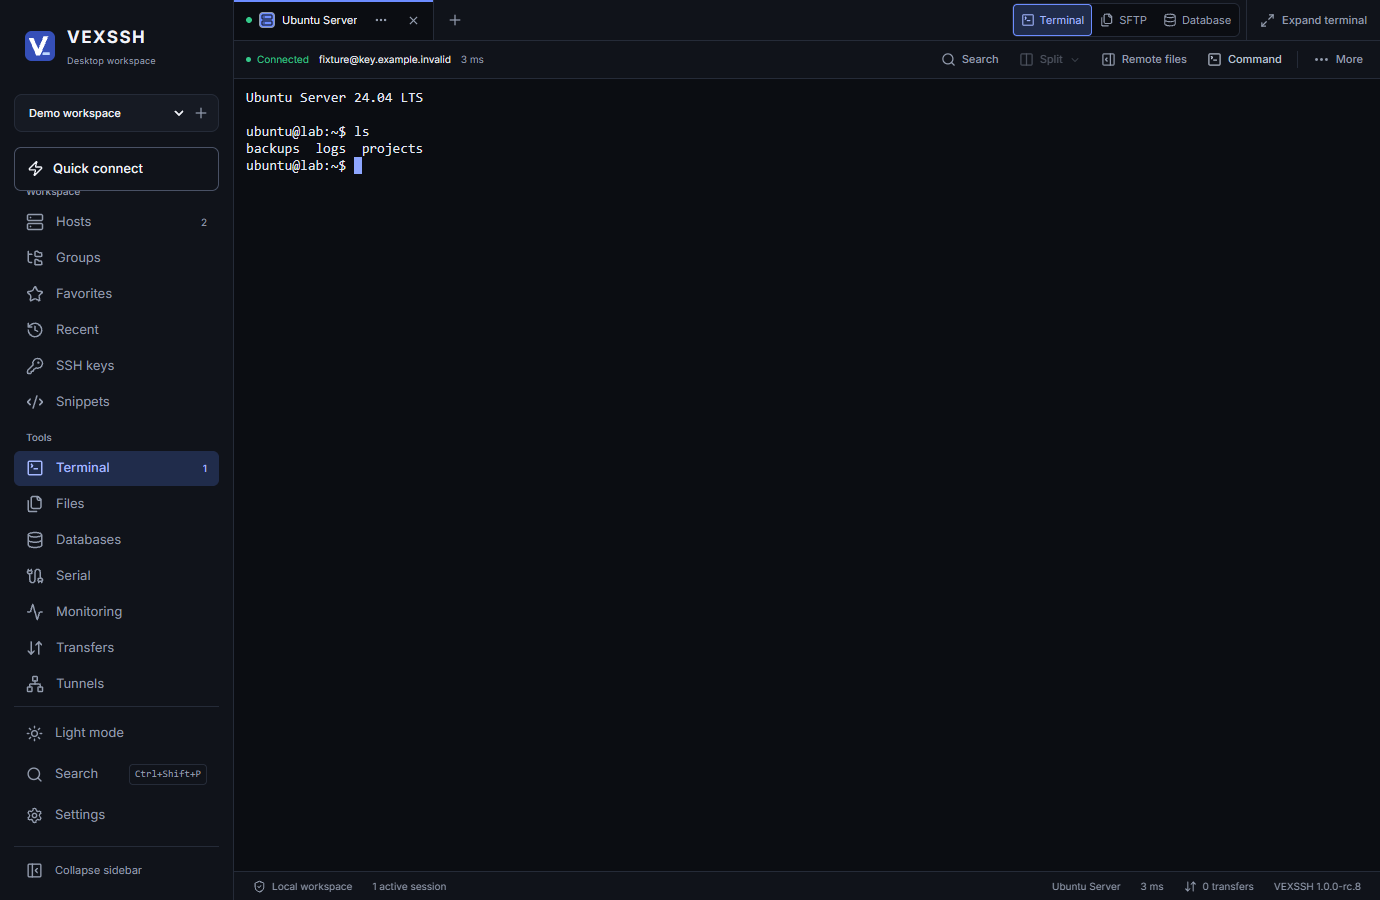 VEXSSH
Desktop workspace
Demo workspace
Quick connect
Workspace
Hosts 2
Groups
Favorites
Recent
SSH keys
Snippets
Tools
Terminal 1
Files
Databases
Serial
Monitoring
Transfers
Tunnels
Light mode
Search Ctrl+Shift+P
Settings
Collapse sidebar
Ubuntu Server
Terminal SFTP Database Expand terminal
Connected fixture@key.example.invalid 3 ms
Search Split Remote files Command More
Ubuntu Server 24.04 LTS
ubuntu@lab:~$ ls
backups logs projects
ubuntu@lab:~$
Local workspace 1 active session
Ubuntu Server 3 ms 0 transfers VEXSSH 1.0.0-rc.8